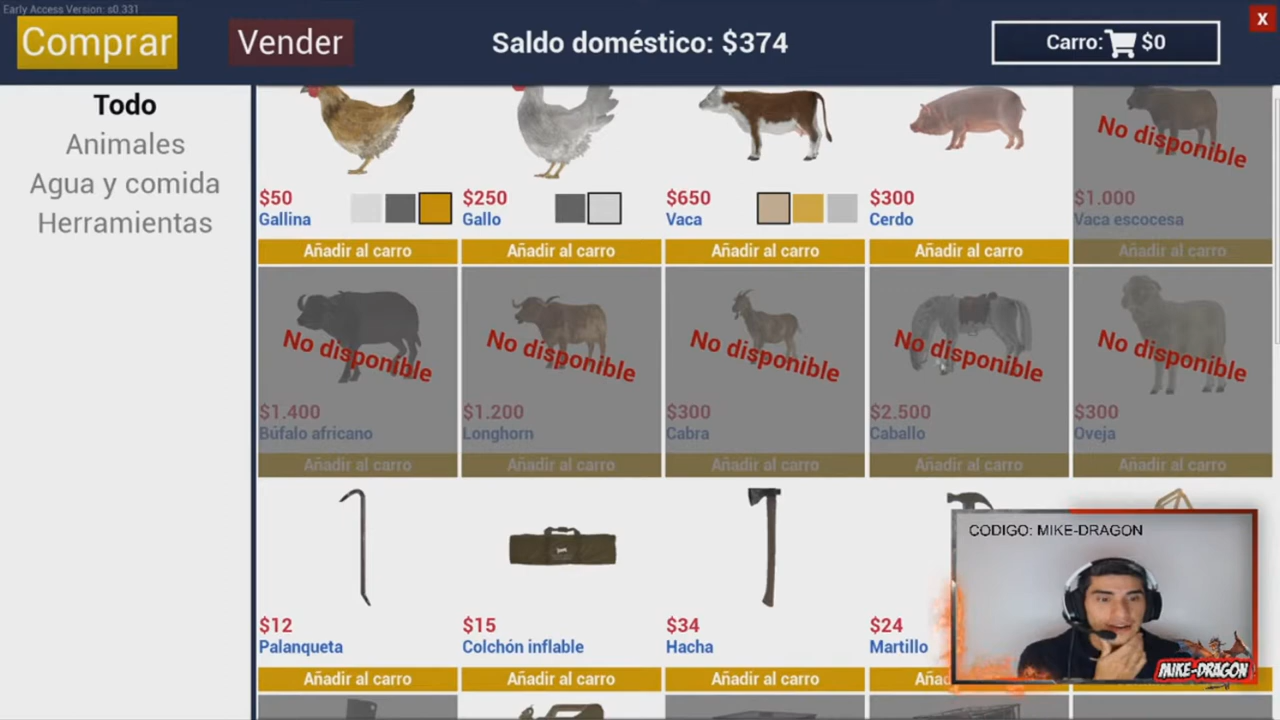 Early Access Version: s0.331
Comprar
Vender
Saldo doméstico: $374
Carro: $0
X
Todo
Animales
Agua y comida
Herramientas
$50
Gallina
$250
Gallo
$650
Vaca
$300
Cerdo
No disponible
$1.000
Vaca escocesa
Añadir al carro
Añadir al carro
Añadir al carro
Añadir al carro
Añadir al carro
No disponible
No disponible
No disponible
No disponible
No disponible
$1.400
Búfalo africano
$1.200
Longhorn
$300
Cabra
$2.500
Caballo
$300
Oveja
Añadir al carro
Añadir al carro
Añadir al carro
Añadir al carro
Añadir al carro
$12
Palanqueta
$15
Colchón inflable
$34
Hacha
$24
Martillo
Añadir al carro
Añadir al carro
Añadir al carro
CODIGO: MIKE-DRAGON
MIKE-DRAGON